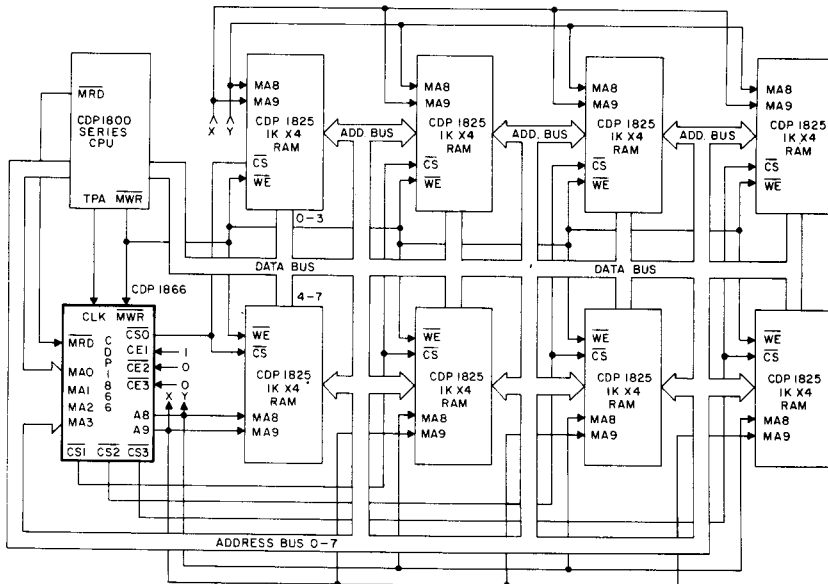 MRD
CDP1800
SERIES
CPU
TPA MWR
X Y
MA8
MA9
CDP 1825
1K X4
RAM
CS
WE
0-3
ADD. BUS
MA8
MA9
CDP 1825
1K X4
RAM
CS
WE
ADD. BUS
MA8
MA9
CDP 1825
1K X4
RAM
CS
WE
ADD. BUS
MA8
MA9
CDP 1825
1K X4
RAM
CS
WE
DATA BUS
DATA BUS
CDP 1866
CLK MWR
MRD
CDP1866
MA0
MA1
MA2
MA3
CS0
CE1
CE2
CE3
A8
A9
CS1 CS2 CS3
1
0
0
X Y
4-7
WE
CS
CDP 1825
1K X4
RAM
MA8
MA9
WE
CS
CDP 1825
1K X4
RAM
MA8
MA9
WE
CS
CDP 1825
1K X4
RAM
MA8
MA9
WE
CS
CDP 1825
1K X4
RAM
MA8
MA9
ADDRESS BUS 0-7